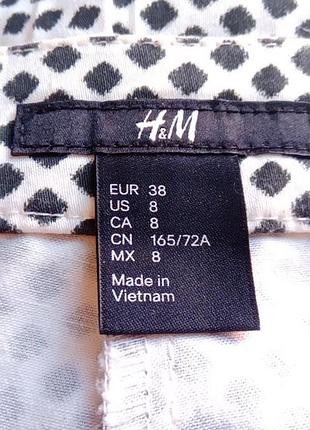 H&M
EUR 38
US 8
CA 8
CN 165/72A
MX 8
Made in
Vietnam